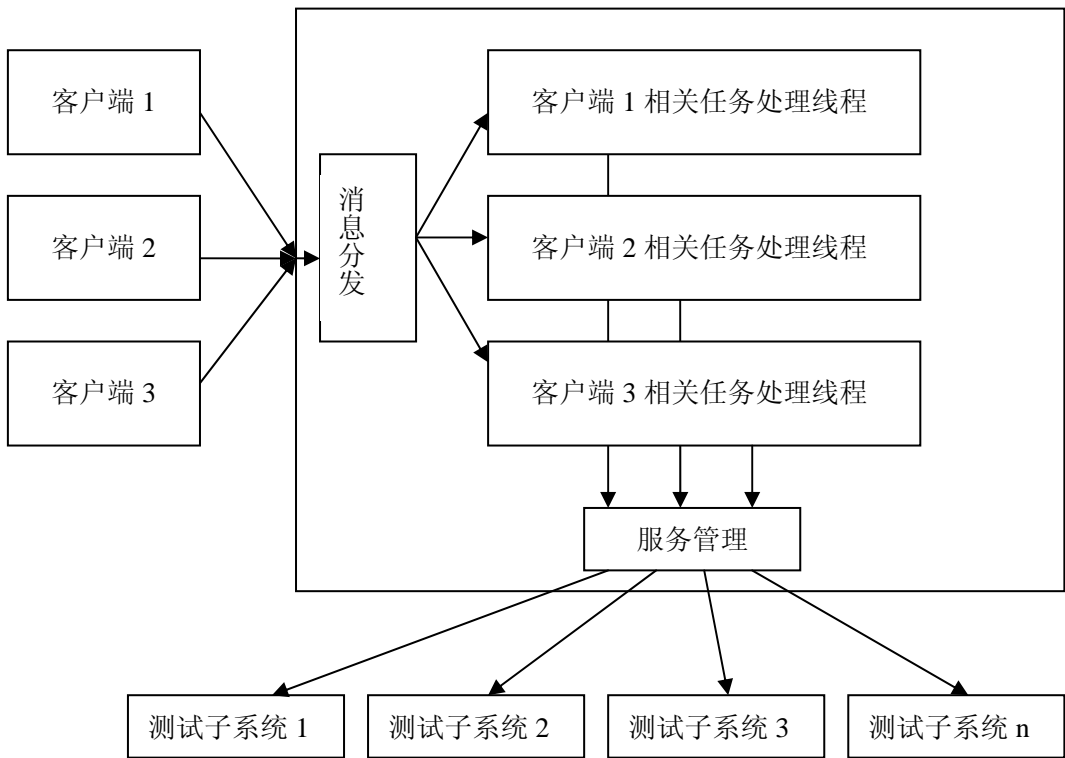 客户端 1
客户端 1 相关任务处理线程
消息分发
客户端 2
客户端 2 相关任务处理线程
客户端 3
客户端 3 相关任务处理线程
服务管理
测试子系统 1
测试子系统 2
测试子系统 3
测试子系统 n